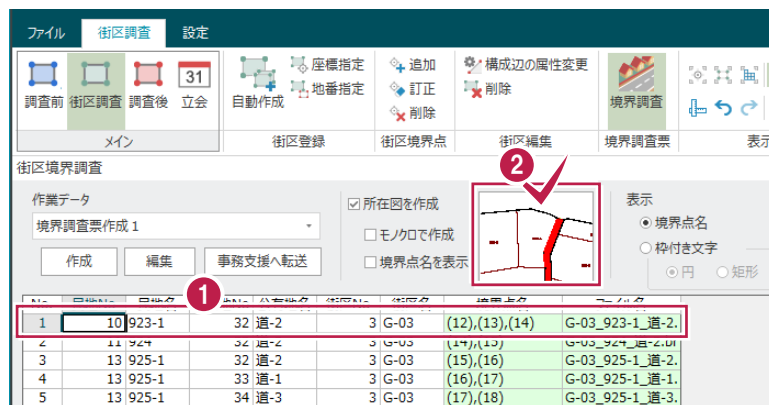 ファイル 街区調査 設定
調査前 街区調査 調査後 31 立会
自動作成 座標指定 地番指定
追加 訂正 削除
構成辺の属性変更 削除
境界調査
メイン 街区登録 街区境界点 街区編集 境界調査票 表示
街区境界調査
作業データ
境界調査票作成1
作成 編集 事務支援へ転送
所在図を作成
モノクロで作成
境界点名を表示
2
表示
境界点名
枠付き文字
円 矩形
1
1 10 923-1 32 道-2 3 G-03 (12),(13),(14) G-03_923-1_道-2.
2 11 924 32 道-2 3 G-03 (14),(15) G-03_924_道-2.br
3 13 925-1 32 道-2 3 G-03 (15),(16) G-03_925-1_道-2.
4 13 925-1 33 道-1 3 G-03 (16),(17) G-03_925-1_道-1.
5 13 925-1 34 道-3 3 G-03 (17),(18) G-03_925-1_道-3.